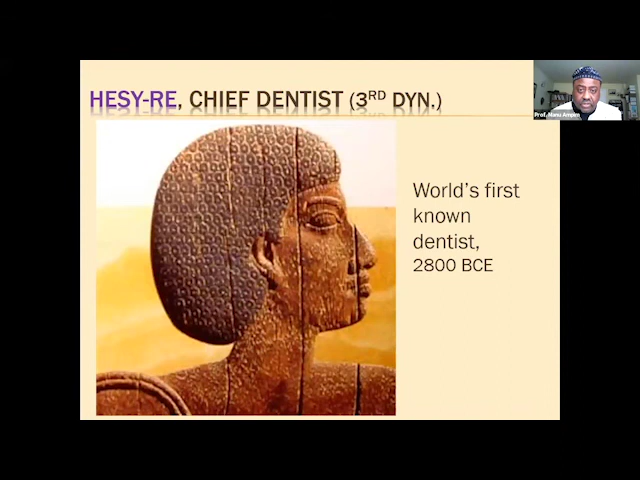 HESY-RE, CHIEF DENTIST (3RD DYN.)
World's first
known
dentist,
2800 BCE
Prof. Manu Ampim